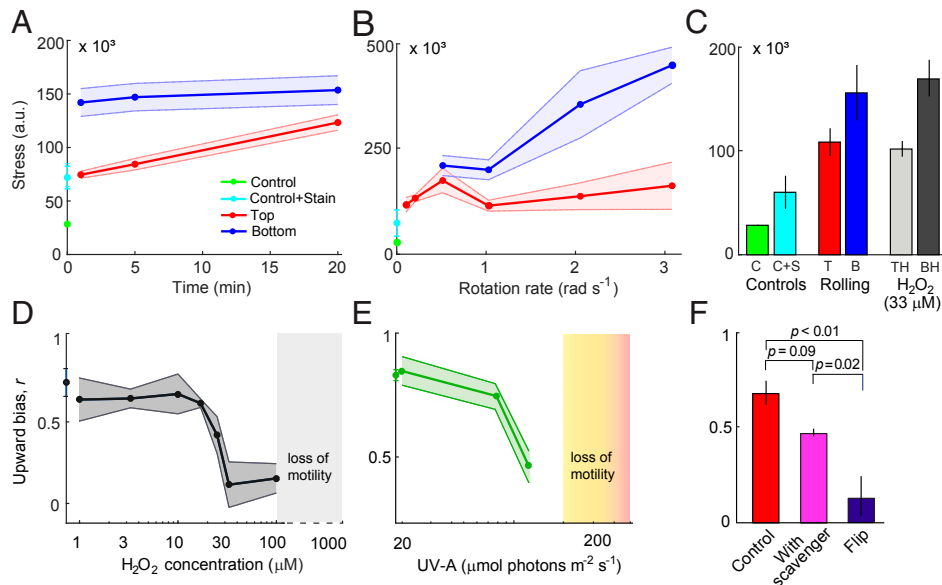 A
x 10³
200
150
100
50
0
Stress (a.u.)
0
5
10
15
20
Time (min)
Control
Control+Stain
Top
Bottom
B
x 10³
500
250
0
0
1
2
3
Rotation rate (rad s⁻¹)
C
x 10³
200
100
0
C
C+S
T
B
TH
BH
Controls
Rolling
H₂O₂
(33 μM)
D
1
0.5
0
Upward bias, r
loss of
motility
1
3
10
30
100
1000
H₂O₂ concentration (μM)
E
1
0.5
loss of
motility
20
200
UV-A (μmol photons m⁻² s⁻¹)
F
1
0.5
0
p < 0.01
p = 0.09
p = 0.02
Control
With
scavenger
Flip